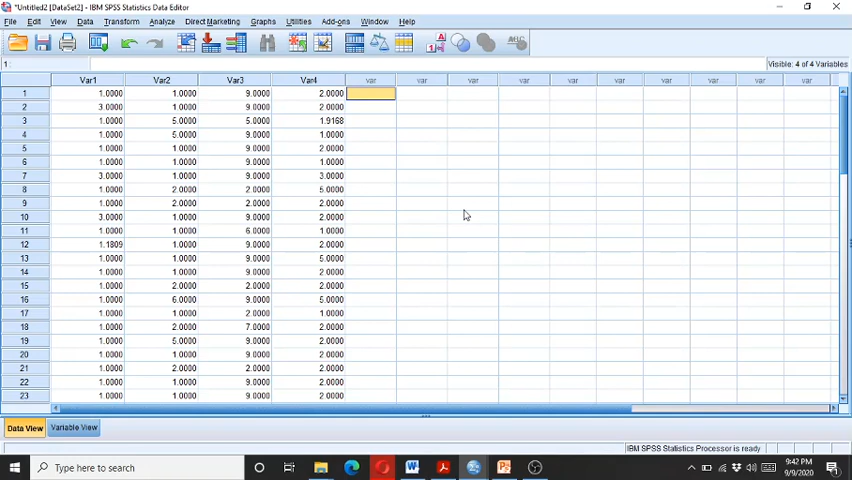 *Untitled2 [DataSet2] - IBM SPSS Statistics Data Editor
File Edit View Data Transform Analyze Direct Marketing Graphs Utilities Add-ons Window Help
1 : Visible: 4 of 4 Variables
Var1 Var2 Var3 Var4 var var var var var var var var var
1 1.0000 1.0000 9.0000 2.0000
2 3.0000 1.0000 9.0000 2.0000
3 1.0000 5.0000 5.0000 1.9168
4 1.0000 5.0000 9.0000 1.0000
5 1.0000 1.0000 9.0000 2.0000
6 1.0000 1.0000 9.0000 1.0000
7 3.0000 1.0000 9.0000 3.0000
8 1.0000 2.0000 2.0000 5.0000
9 1.0000 2.0000 2.0000 2.0000
10 3.0000 1.0000 9.0000 2.0000
11 1.0000 1.0000 6.0000 1.0000
12 1.1809 1.0000 9.0000 2.0000
13 1.0000 1.0000 9.0000 5.0000
14 1.0000 1.0000 9.0000 2.0000
15 1.0000 2.0000 2.0000 2.0000
16 1.0000 6.0000 9.0000 5.0000
17 1.0000 1.0000 2.0000 1.0000
18 1.0000 2.0000 7.0000 2.0000
19 1.0000 5.0000 9.0000 2.0000
20 1.0000 1.0000 9.0000 2.0000
21 1.0000 2.0000 2.0000 2.0000
22 1.0000 1.0000 9.0000 2.0000
23 1.0000 1.0000 9.0000 2.0000
Data View Variable View
IBM SPSS Statistics Processor is ready
Type here to search
9:42 PM
9/9/2020